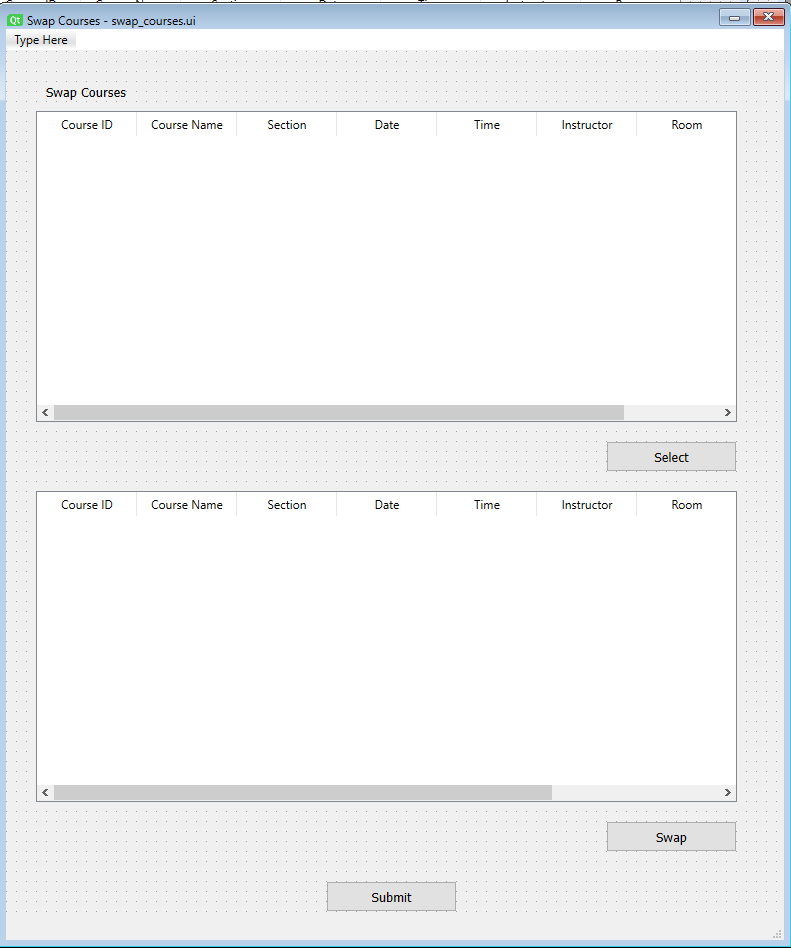 Qt Swap Courses - swap_courses.ui
Type Here
Swap Courses
Course ID Course Name Section Date Time Instructor Room
Select
Course ID Course Name Section Date Time Instructor Room
Swap
Submit